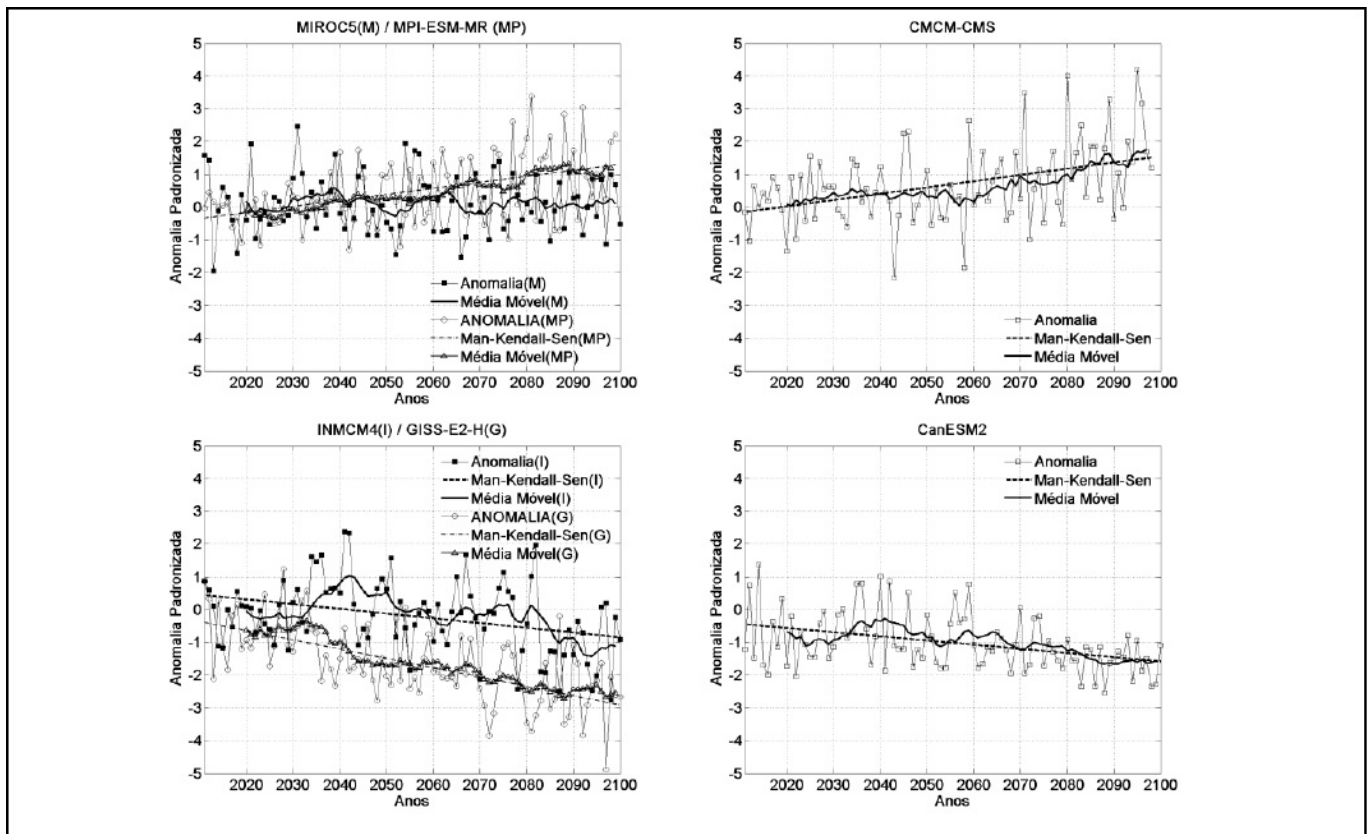 MIROC5(M) / MPI-ESM-MR (MP)
5
4
3
2
1
0
-1
-2
-3
-4
-5
Anomalia Padronizada
Anomalia(M)
Média Móvel(M)
ANOMALIA(MP)
Man-Kendall-Sen(MP)
Média Móvel(MP)
2020 2030 2040 2050 2060 2070 2080 2090 2100
Anos
CMCM-CMS
5
4
3
2
1
0
-1
-2
-3
-4
-5
Anomalia Padronizada
Anomalia
Man-Kendall-Sen
Média Móvel
2020 2030 2040 2050 2060 2070 2080 2090 2100
Anos
INMCM4(I) / GISS-E2-H(G)
5
4
3
2
1
0
-1
-2
-3
-4
-5
Anomalia Padronizada
Anomalia(I)
Man-Kendall-Sen(I)
Média Móvel(I)
ANOMALIA(G)
Man-Kendall-Sen(G)
Média Móvel(G)
2020 2030 2040 2050 2060 2070 2080 2090 2100
Anos
CanESM2
5
4
3
2
1
0
-1
-2
-3
-4
-5
Anomalia Padronizada
Anomalia
Man-Kendall-Sen
Média Móvel
2020 2030 2040 2050 2060 2070 2080 2090 2100
Anos